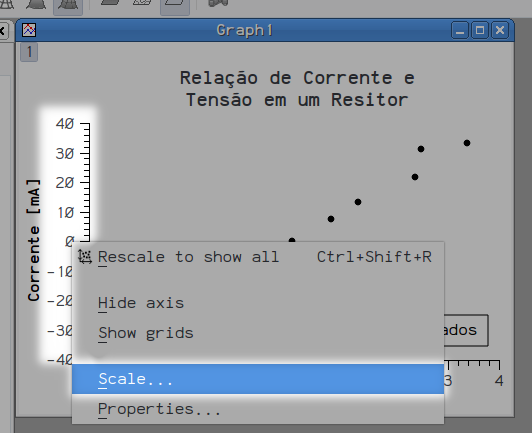 Graph1
1
Relação de Corrente e
Tensão em um Resitor
40
30
20
10
0
-10
-20
-30
-40
Corrente [mA]
Rescale to show all Ctrl+Shift+R
Hide axis
Show grids
Scale...
Properties...
ados
3 4